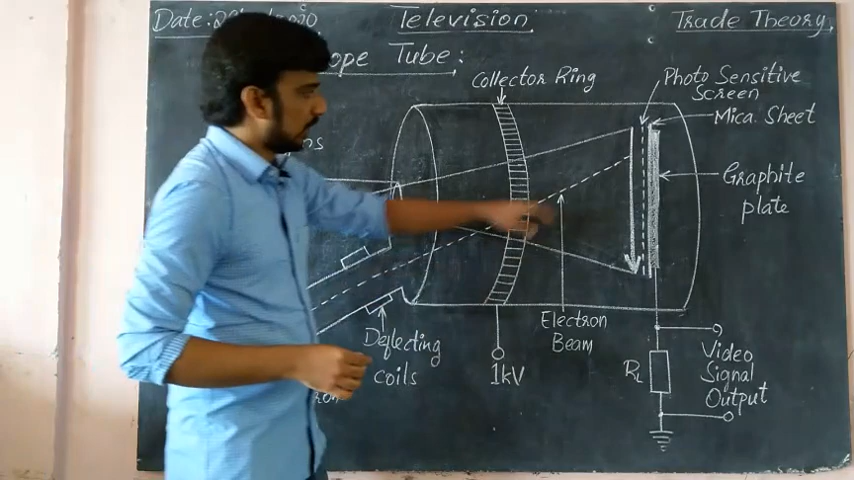 Date:
Television
Trade Theory
ope Tube:
Collector Ring
Photo Sensitive
Screen
Mica Sheet
Graphite
plate
Electron
Beam
Deflecting
coils
1kV
RL
Video
Signal
Output